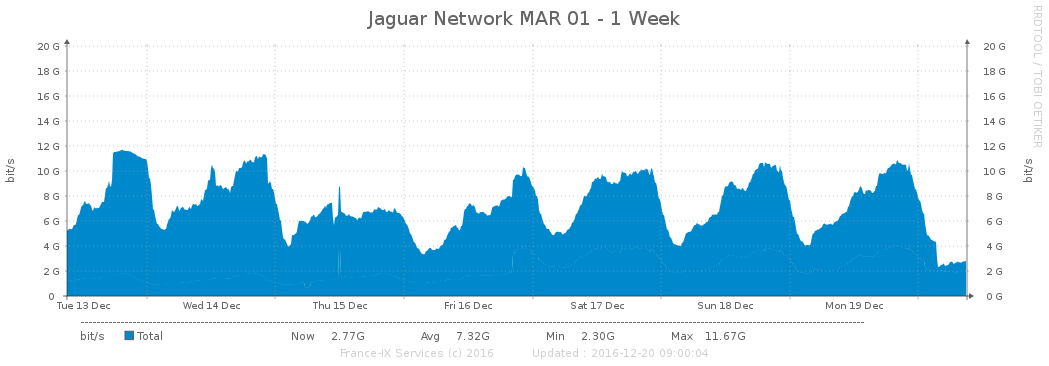 Jaguar Network MAR 01 - 1 Week
RRDTOOL / TOBI OETIKER
bit/s
bit/s
20 G 20 G
18 G 18 G
16 G 16 G
14 G 14 G
12 G 12 G
10 G 10 G
8 G 8 G
6 G 6 G
4 G 4 G
2 G 2 G
0 0 G
Tue 13 Dec Wed 14 Dec Thu 15 Dec Fri 16 Dec Sat 17 Dec Sun 18 Dec Mon 19 Dec
bit/s Total Now 2.77G Avg 7.32G Min 2.30G Max 11.67G
France-IX Services (c) 2016 Updated : 2016-12-20 09:00:04